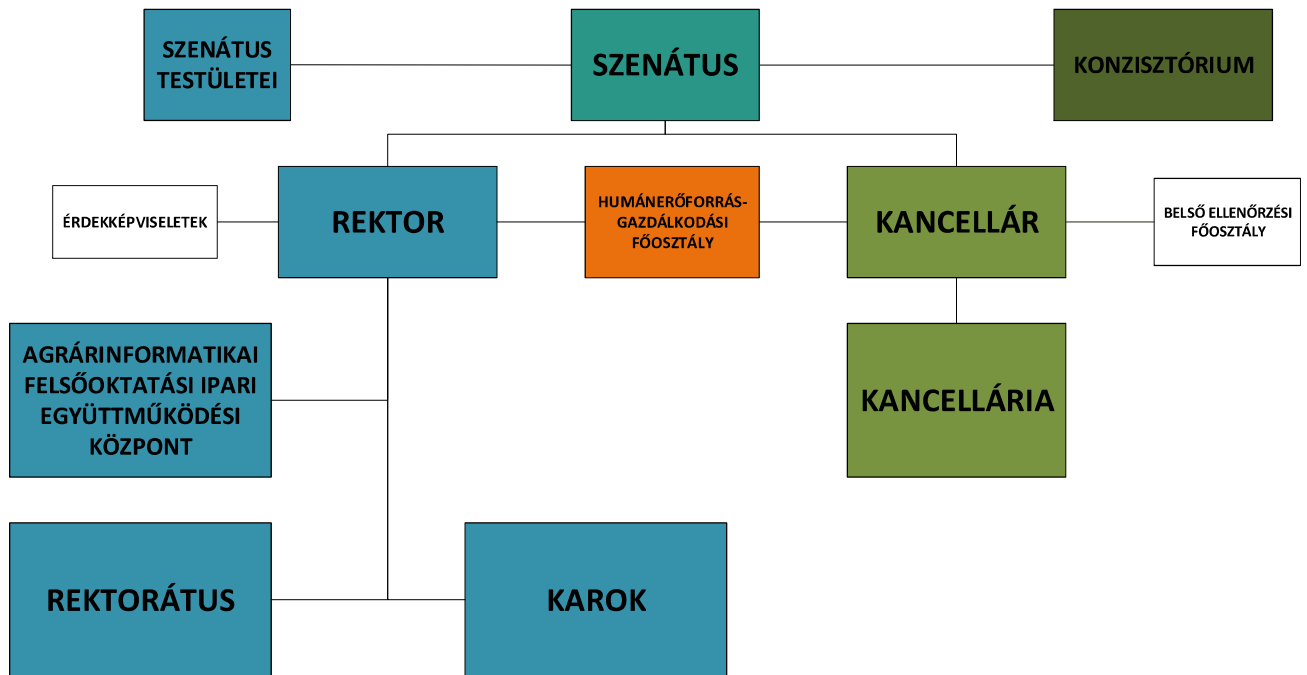 SZENÁTUS
TESTÜLETEI
SZENÁTUS
KONZISZTÓRIUM
ÉRDEKKÉPVISELETEK
REKTOR
HUMÁNERŐFORRÁS-
GAZDÁLKODÁSI
FŐOSZTÁLY
KANCELLÁR
BELSŐ ELLENŐRZÉSI
FŐOSZTÁLY
AGRÁRINFORMATIKAI
FELSŐOKTATÁSI IPARI
EGYÜTTMŰKÖDÉSI
KÖZPONT
KANCELLÁRIA
REKTORÁTUS
KAROK